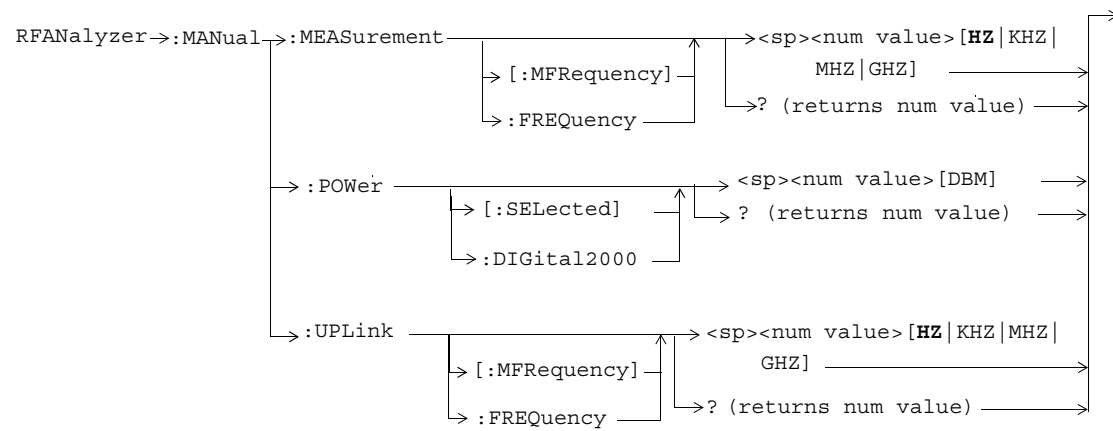 RFANalyzer :MANual :MEASurement <sp><num value>[HZ|KHZ|
[:MFRequency] MHZ|GHZ]
:FREQuency ? (returns num value)
:POWer <sp><num value>[DBM]
[:SELected] ? (returns num value)
:DIGital2000
:UPLink <sp><num value>[HZ|KHZ|MHZ|
[:MFRequency] GHZ]
:FREQuency ? (returns num value)